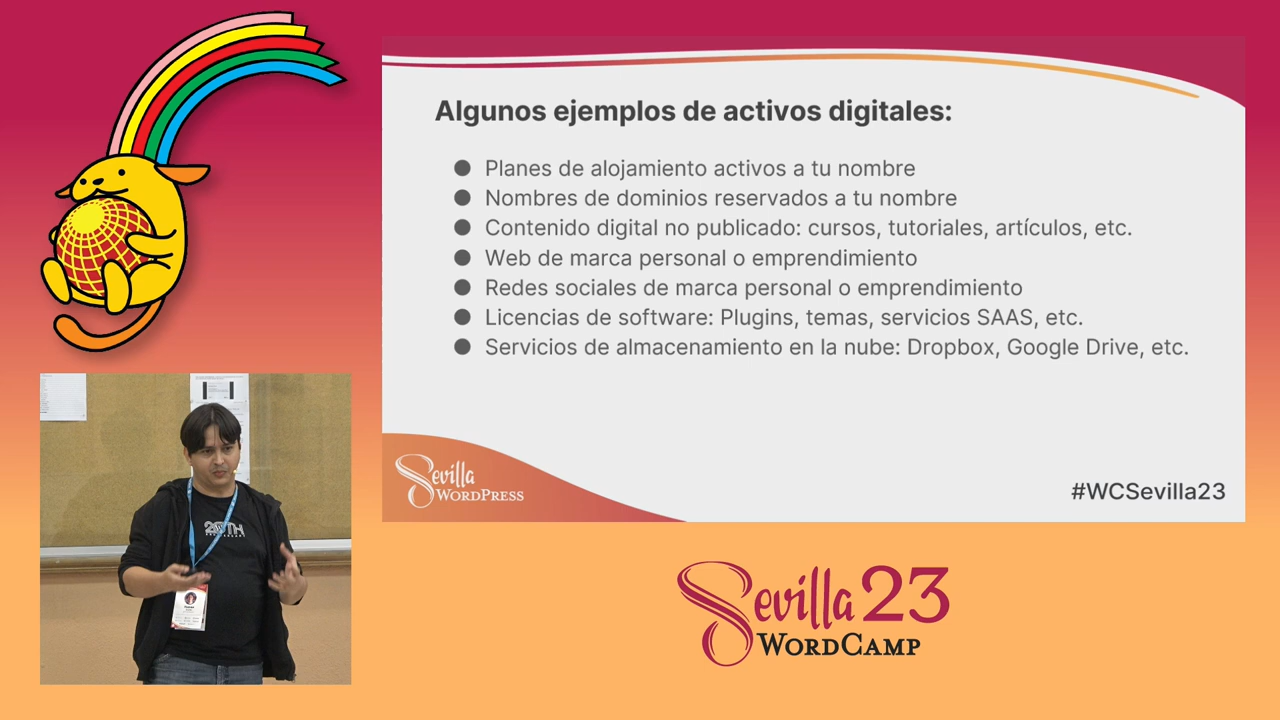 Algunos ejemplos de activos digitales:
● Planes de alojamiento activos a tu nombre
● Nombres de dominios reservados a tu nombre
● Contenido digital no publicado: cursos, tutoriales, artículos, etc.
● Web de marca personal o emprendimiento
● Redes sociales de marca personal o emprendimiento
● Licencias de software: Plugins, temas, servicios SAAS, etc.
● Servicios de almacenamiento en la nube: Dropbox, Google Drive, etc.
Sevilla
WORDPRESS
#WCSevilla23
20TH
ANNIVERSARY
Sevilla 23
WORDCAMP